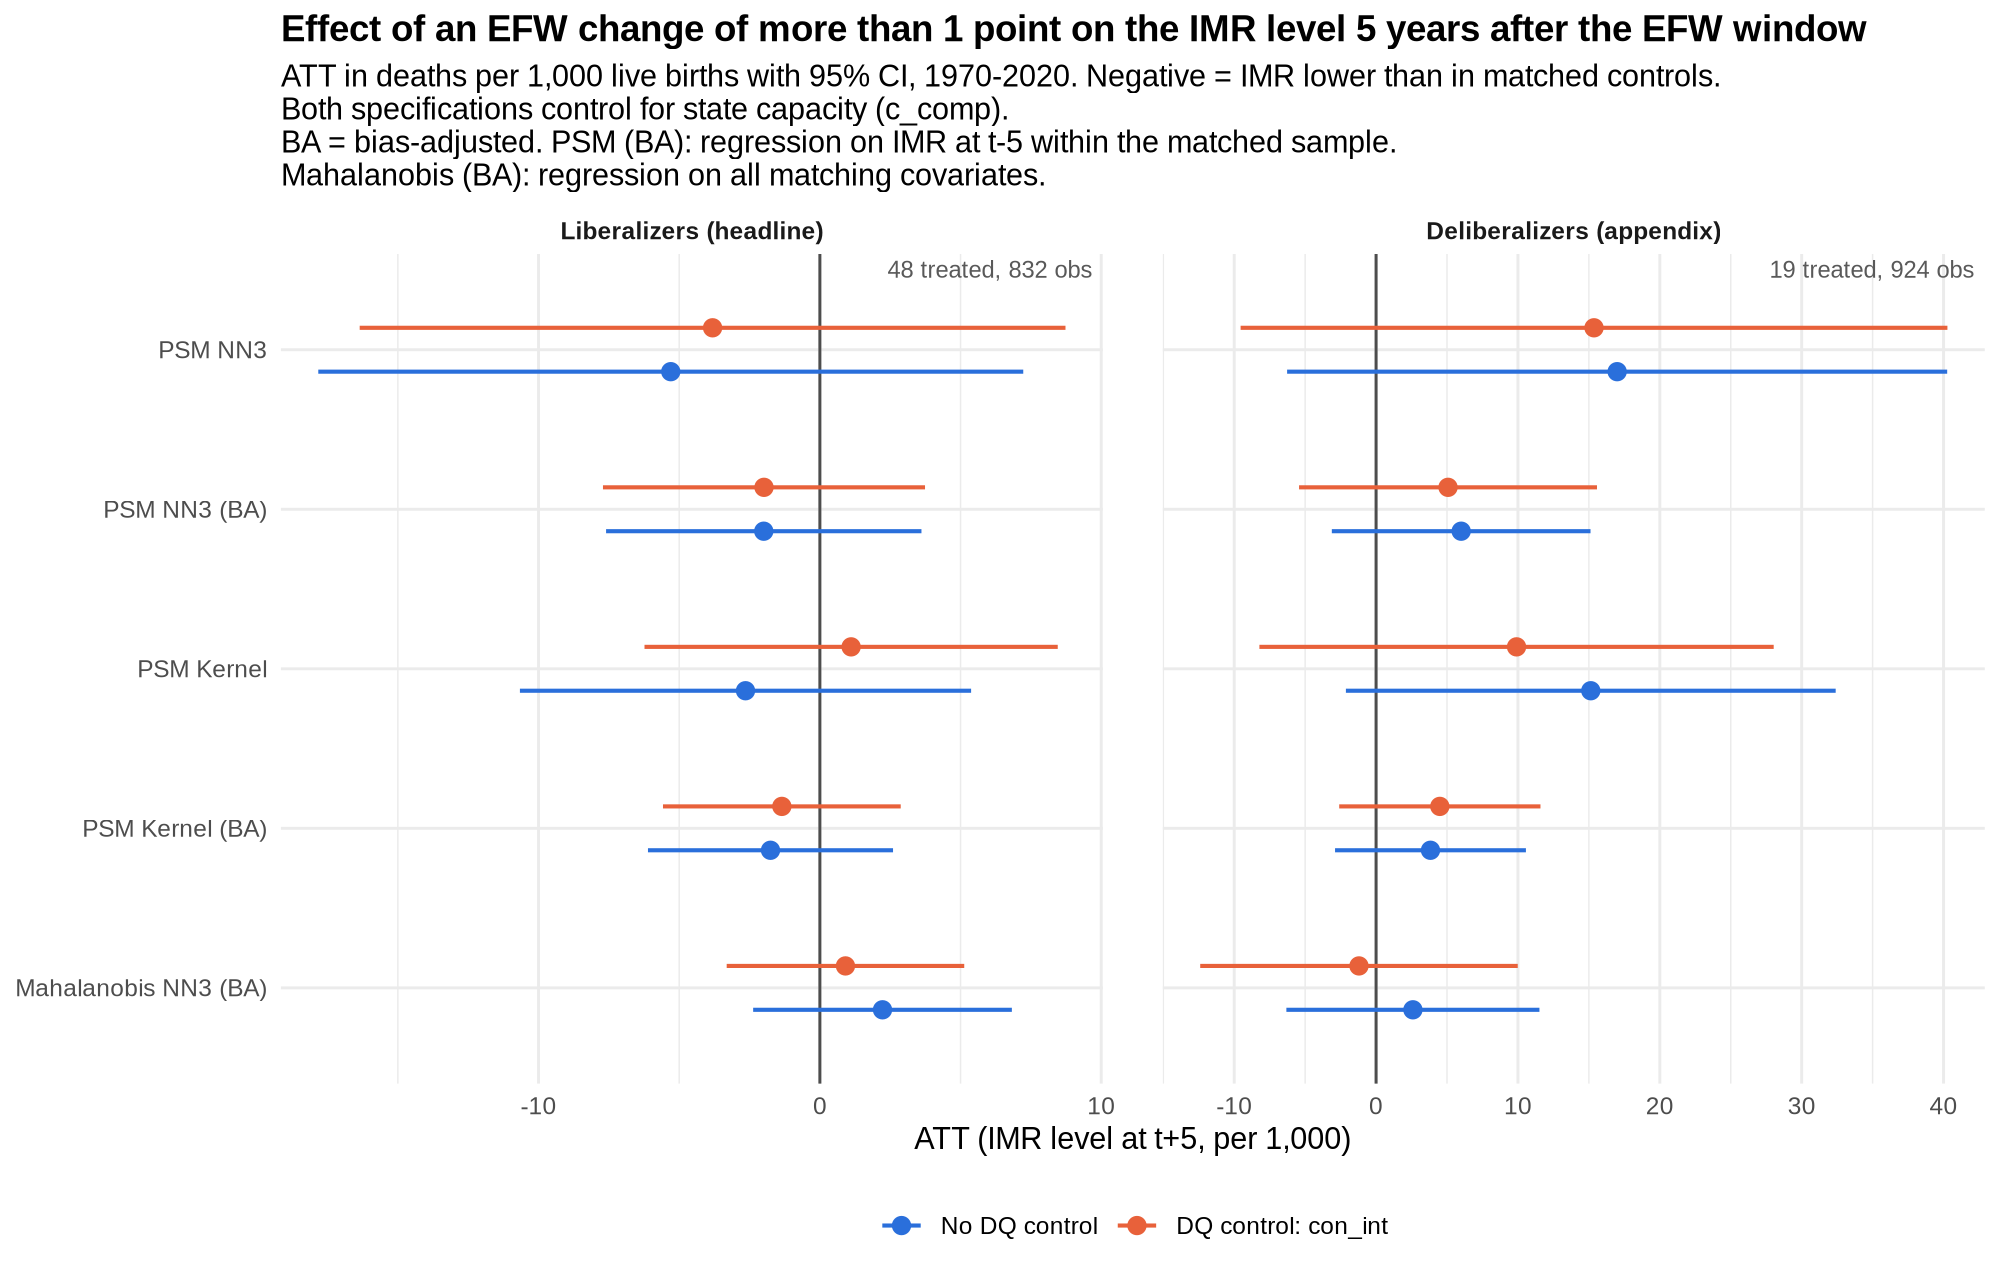 Effect of an EFW change of more than 1 point on the IMR level 5 years after the EFW window
ATT in deaths per 1,000 live births with 95% CI, 1970-2020. Negative = IMR lower than in matched controls.
Both specifications control for state capacity (c_comp).
BA = bias-adjusted. PSM (BA): regression on IMR at t-5 within the matched sample.
Mahalanobis (BA): regression on all matching covariates.
Liberalizers (headline)
Deliberalizers (appendix)
48 treated, 832 obs
19 treated, 924 obs
PSM NN3
PSM NN3 (BA)
PSM Kernel
PSM Kernel (BA)
Mahalanobis NN3 (BA)
-10 0 10
-10 0 10 20 30 40
ATT (IMR level at t+5, per 1,000)
No DQ control
DQ control: con_int